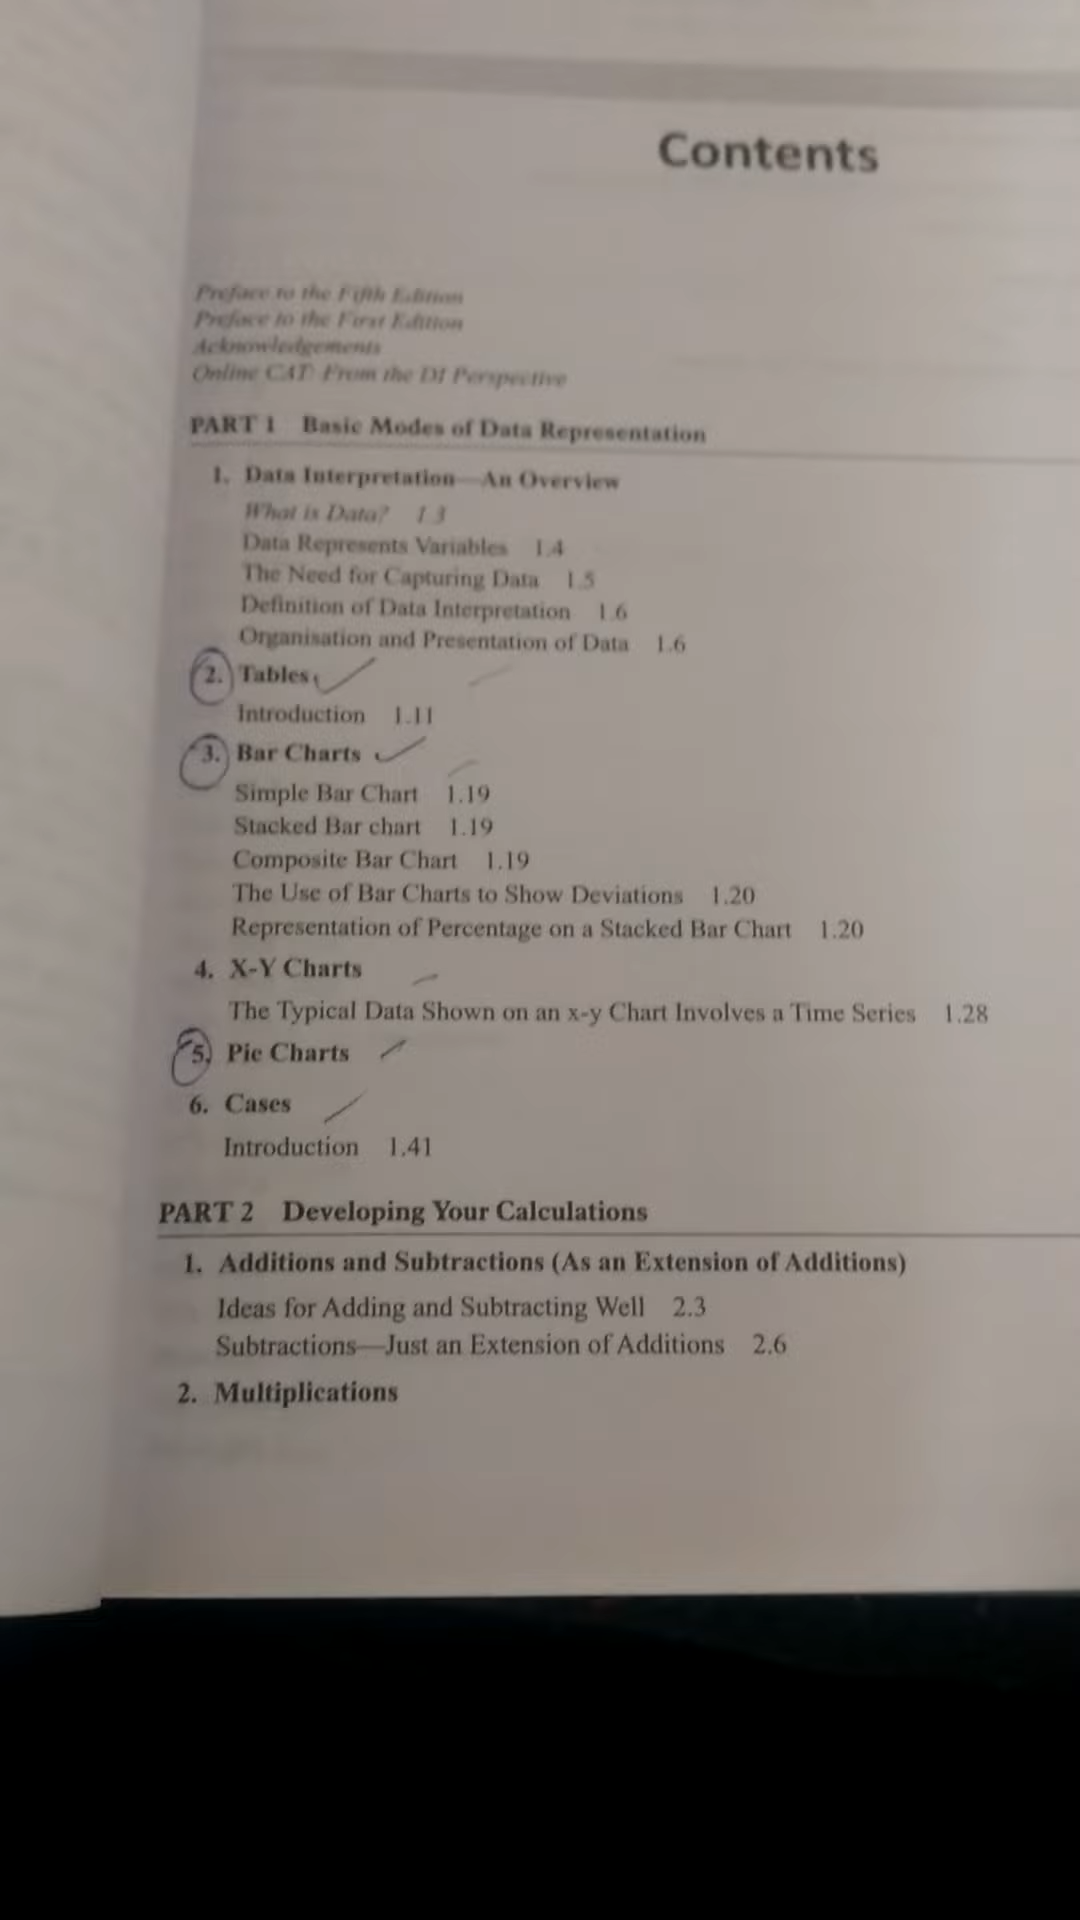 Contents
Preface to the Fifth Edition
Preface to the First Edition
Acknowledgements
Online CAT: From the DI Perspective
PART 1 Basic Modes of Data Representation
1. Data Interpretation—An Overview
What is Data? 1.3
Data Represents Variables 1.4
The Need for Capturing Data 1.5
Definition of Data Interpretation 1.6
Organisation and Presentation of Data 1.6
2. Tables
Introduction 1.11
3. Bar Charts
Simple Bar Chart 1.19
Stacked Bar chart 1.19
Composite Bar Chart 1.19
The Use of Bar Charts to Show Deviations 1.20
Representation of Percentage on a Stacked Bar Chart 1.20
4. X-Y Charts
The Typical Data Shown on an x-y Chart Involves a Time Series 1.28
5. Pie Charts
6. Cases
Introduction 1.41
PART 2 Developing Your Calculations
1. Additions and Subtractions (As an Extension of Additions)
Ideas for Adding and Subtracting Well 2.3
Subtractions—Just an Extension of Additions 2.6
2. Multiplications